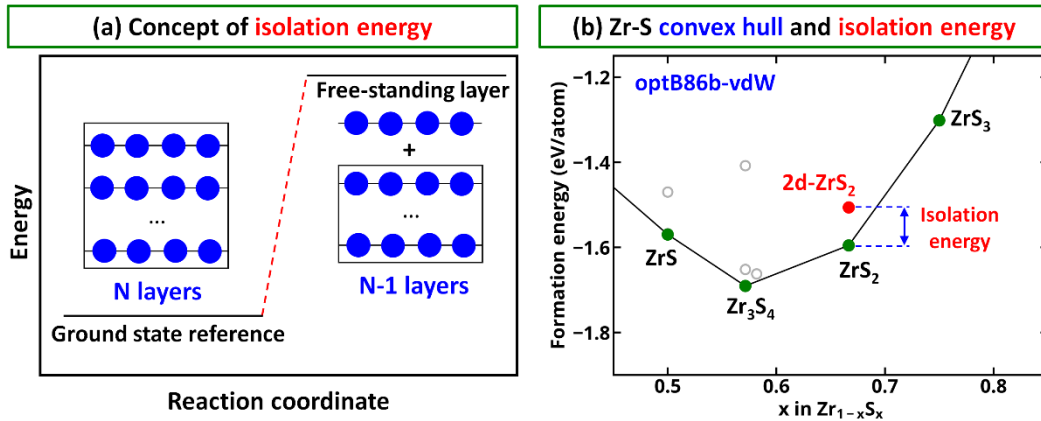 (a) Concept of isolation energy
Energy
Free-standing layer
+
...
...
N layers
N-1 layers
Ground state reference
Reaction coordinate
(b) Zr-S convex hull and isolation energy
Formation energy (eV/atom)
−1.2
−1.4
−1.6
−1.8
optB86b-vdW
ZrS₃
2d-ZrS₂
Isolation
energy
ZrS
ZrS₂
Zr₃S₄
0.5
0.6
0.7
0.8
x in Zr₁₋ₓSₓ